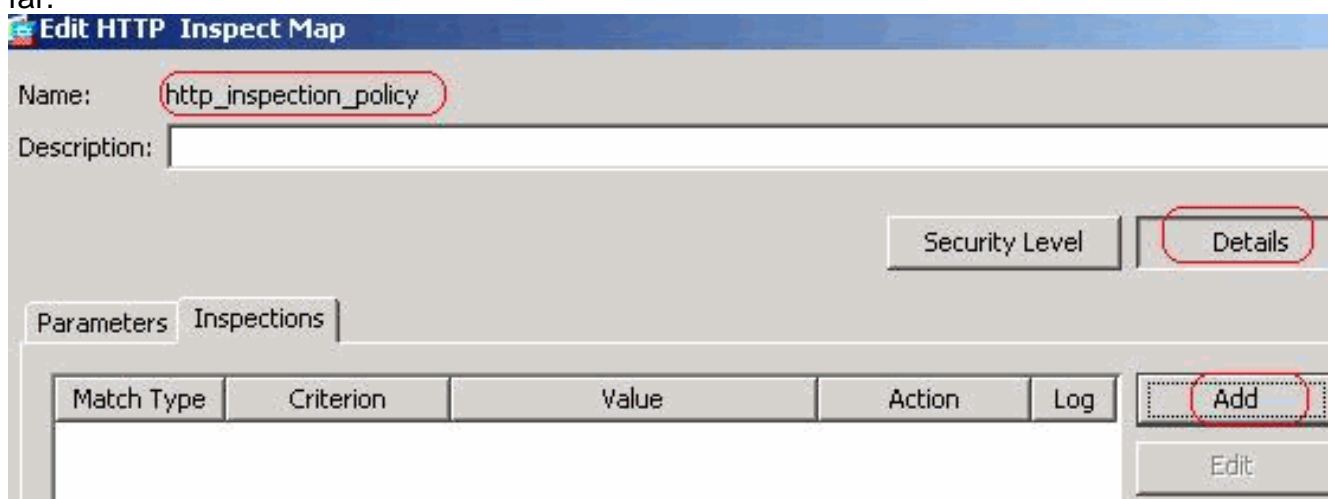 far.
Edit HTTP Inspect Map
Name: http_inspection_policy
Description:
Security Level Details
Parameters Inspections
Match Type Criterion Value Action Log Add
Edit